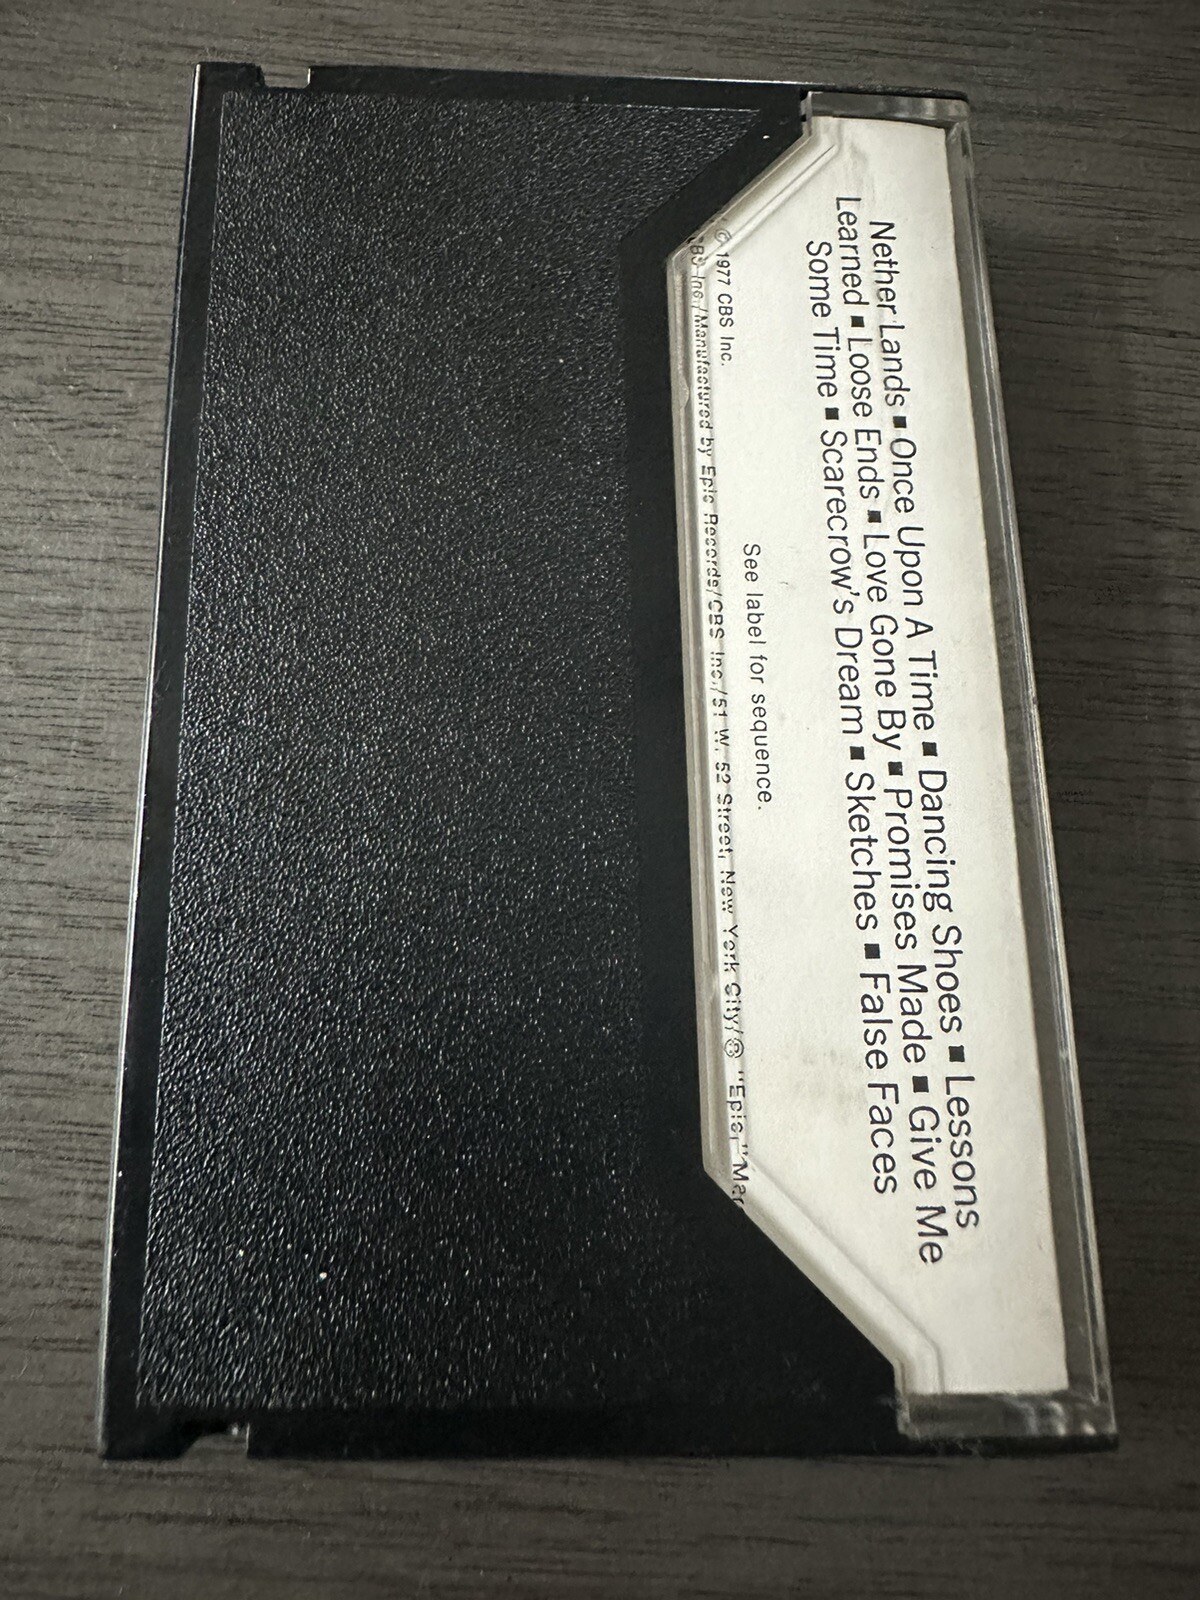 Nether Lands ▪ Once Upon A Time ▪ Dancing Shoes ▪ Lessons
Learned ▪ Loose Ends ▪ Love Gone By ▪ Promises Made ▪ Give Me
Some Time ▪ Scarecrow's Dream ▪ Sketches ▪ False Faces
See label for sequence.
© 1977 CBS Inc.
CBS Inc./Manufactured by Epic Records/CBS Inc./51 W. 52 Street, New York City/® "Epic,"